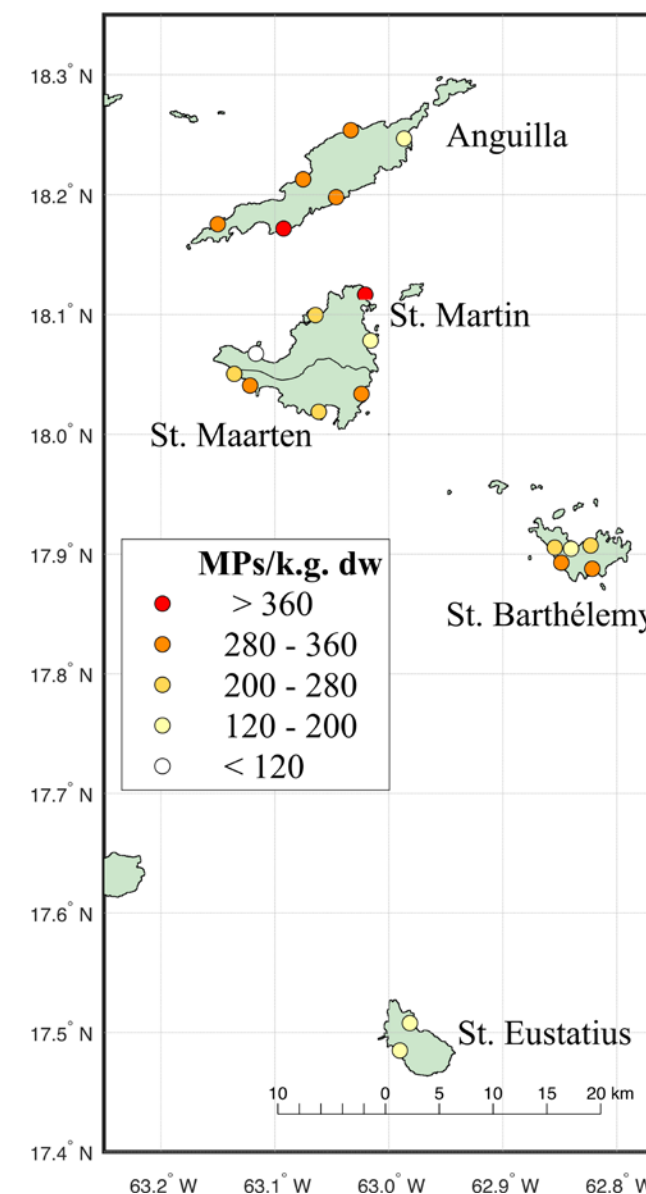 18.3° N
Anguilla
18.2° N
18.1° N
St. Martin
18.0° N
St. Maarten
17.9° N
MPs/k.g. dw
> 360
280 - 360
200 - 280
120 - 200
< 120
St. Barthélemy
17.8° N
17.7° N
17.6° N
17.5° N
St. Eustatius
10 0 5 10 15 20 km
17.4° N
63.2° W 63.1° W 63.0° W 62.9° W 62.8° W